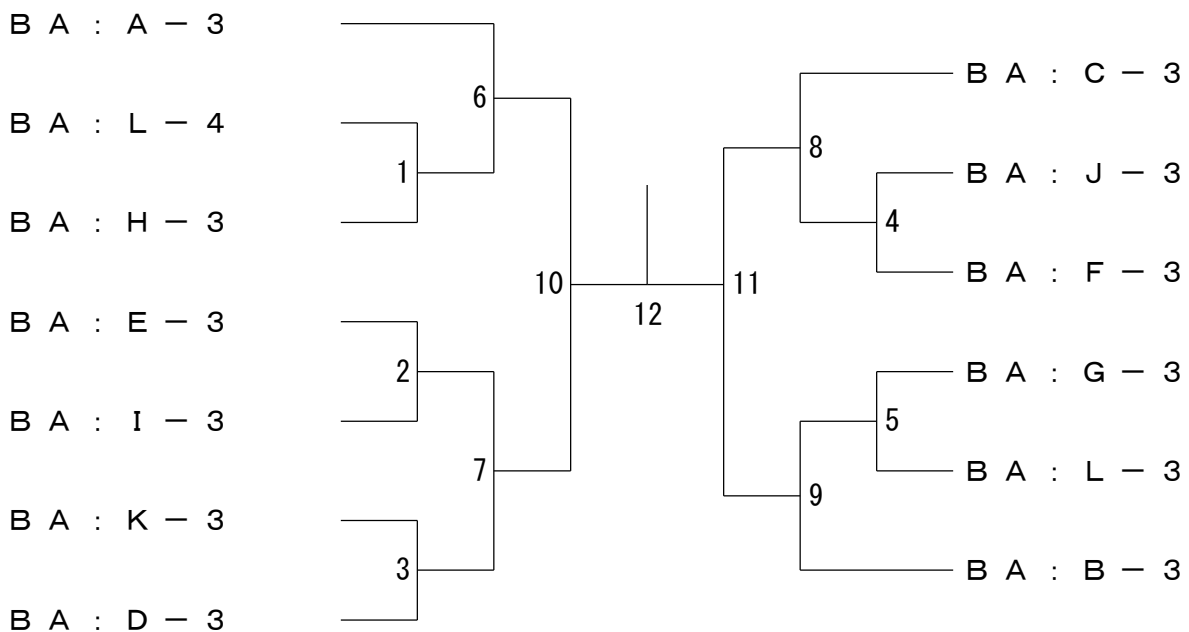 BA：A－3
BA：L－4
BA：H－3
BA：E－3
BA：I－3
BA：K－3
BA：D－3
6
1
2
7
3
10
12
11
8
4
5
9
BA：C－3
BA：J－3
BA：F－3
BA：G－3
BA：L－3
BA：B－3